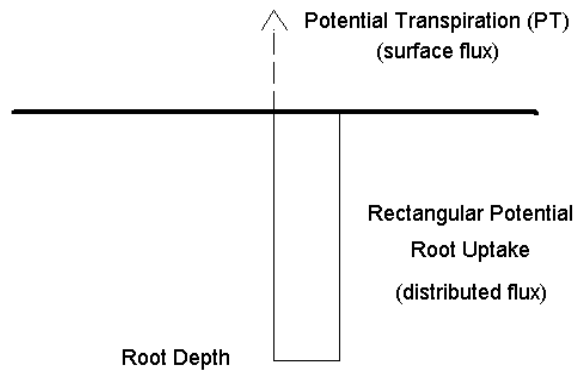 Potential Transpiration (PT)
(surface flux)
Rectangular Potential
Root Uptake
(distributed flux)
Root Depth